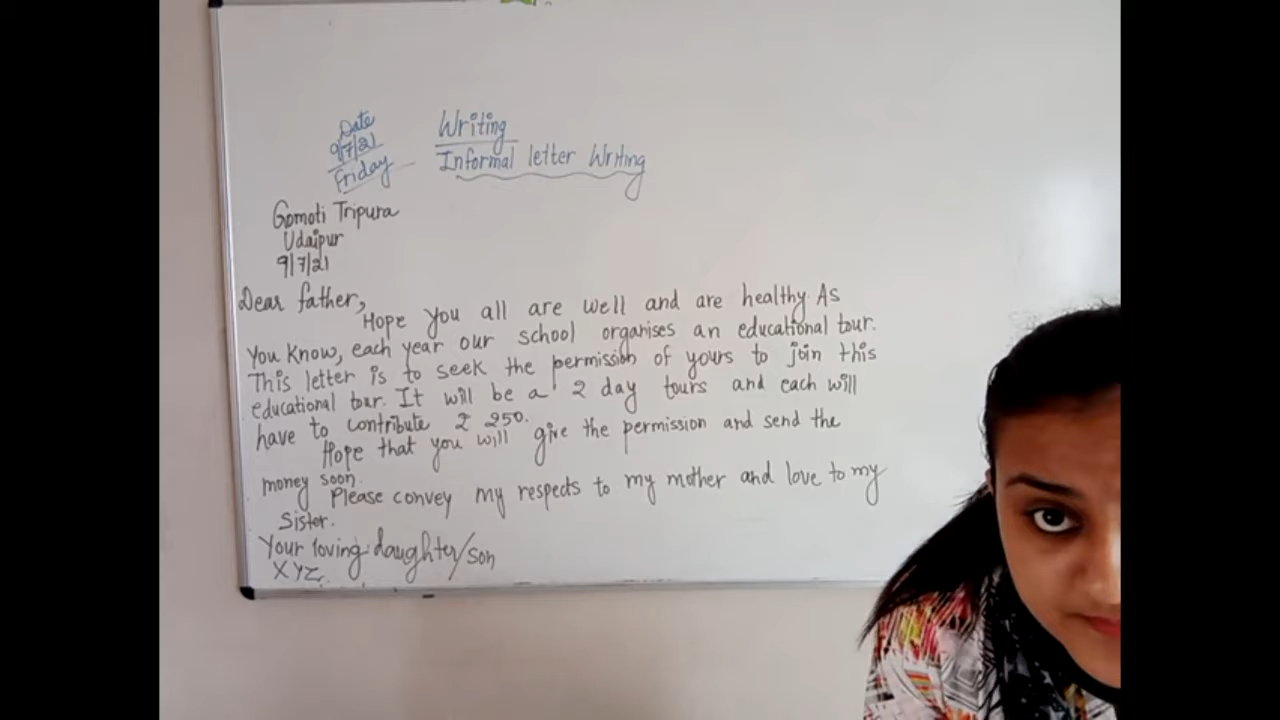 Date
9/7/21
Friday
Writing
Informal letter Writing
Gomoti Tripura
Udaipur
9/7/21
Dear father,
Hope you all are well and are healthy. As
you know, each year our school organises an educational tour.
This letter is to seek the permission of yours to join this
educational tour. It will be a 2 day tours and each will
have to contribute ₹ 250.
Hope that you will give the permission and send the
money soon.
Please convey my respects to my mother and love to my
Sister.
Your loving daughter/son
XYZ.